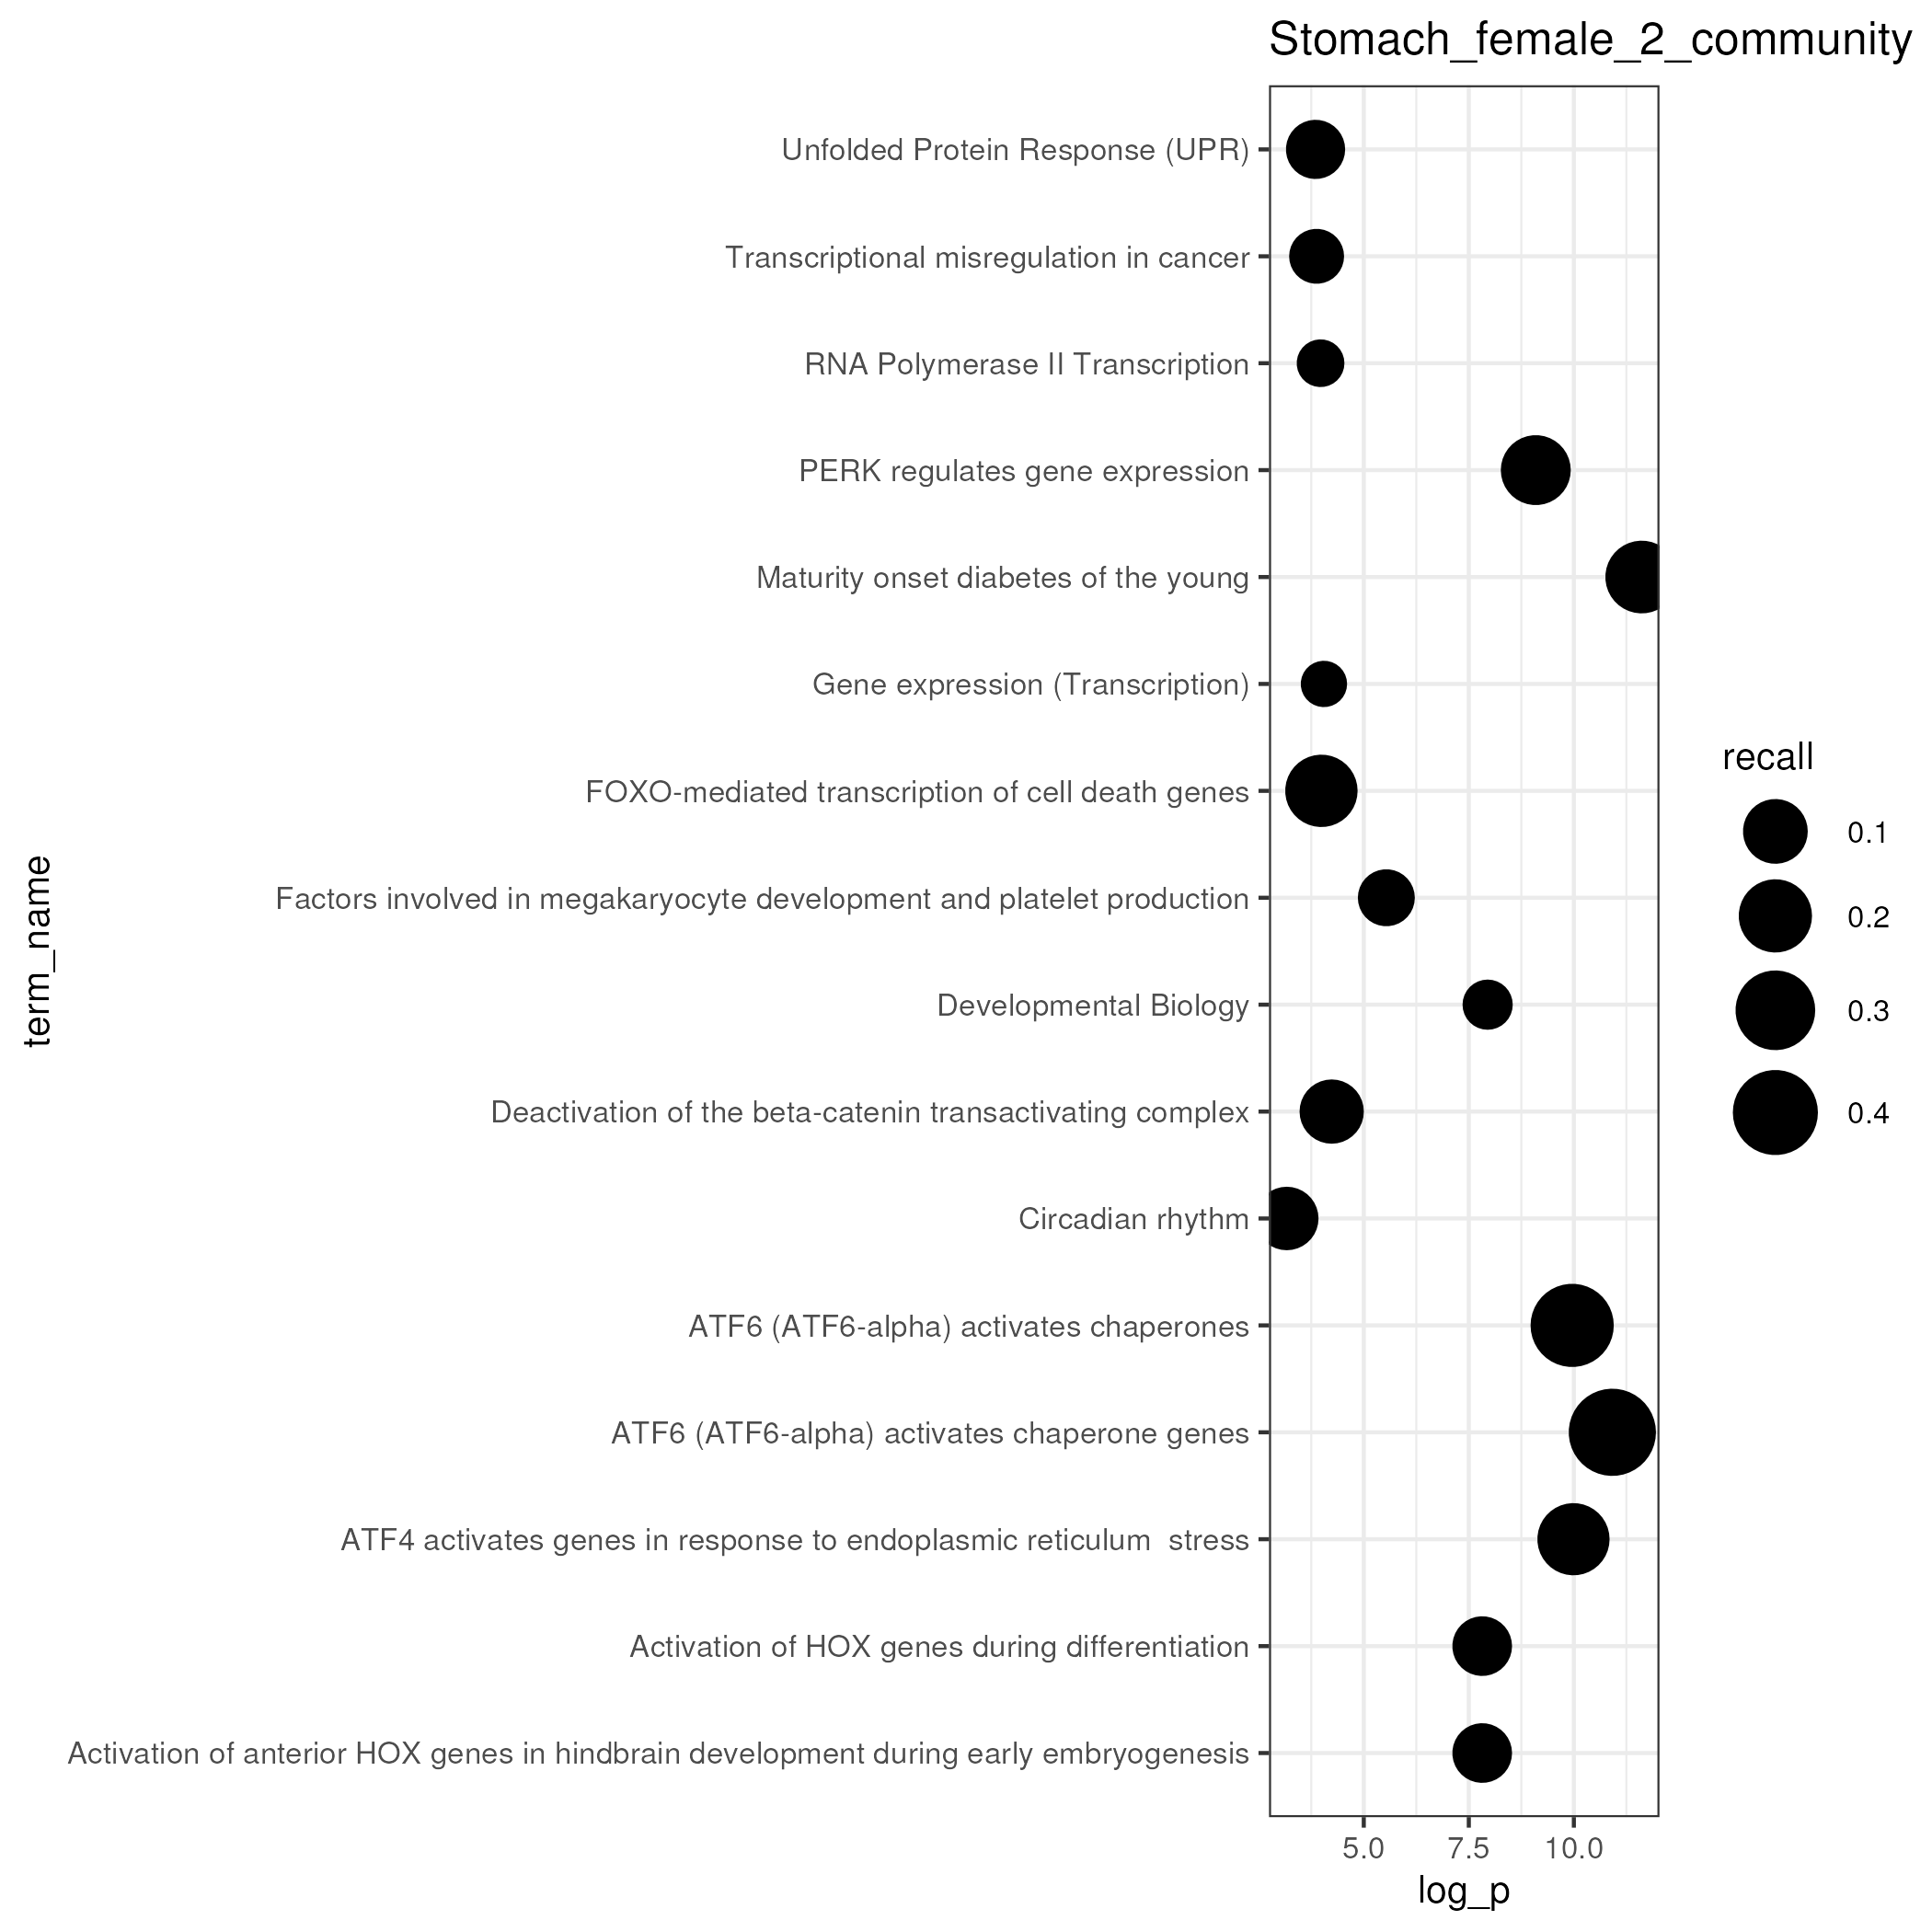 Stomach_female_2_community
Unfolded Protein Response (UPR)
Transcriptional misregulation in cancer
RNA Polymerase II Transcription
PERK regulates gene expression
Maturity onset diabetes of the young
Gene expression (Transcription)
FOXO-mediated transcription of cell death genes
Factors involved in megakaryocyte development and platelet production
Developmental Biology
Deactivation of the beta-catenin transactivating complex
Circadian rhythm
ATF6 (ATF6-alpha) activates chaperones
ATF6 (ATF6-alpha) activates chaperone genes
ATF4 activates genes in response to endoplasmic reticulum  stress
Activation of HOX genes during differentiation
Activation of anterior HOX genes in hindbrain development during early embryogenesis
term_name
5.0 7.5 10.0
log_p
recall
0.1
0.2
0.3
0.4